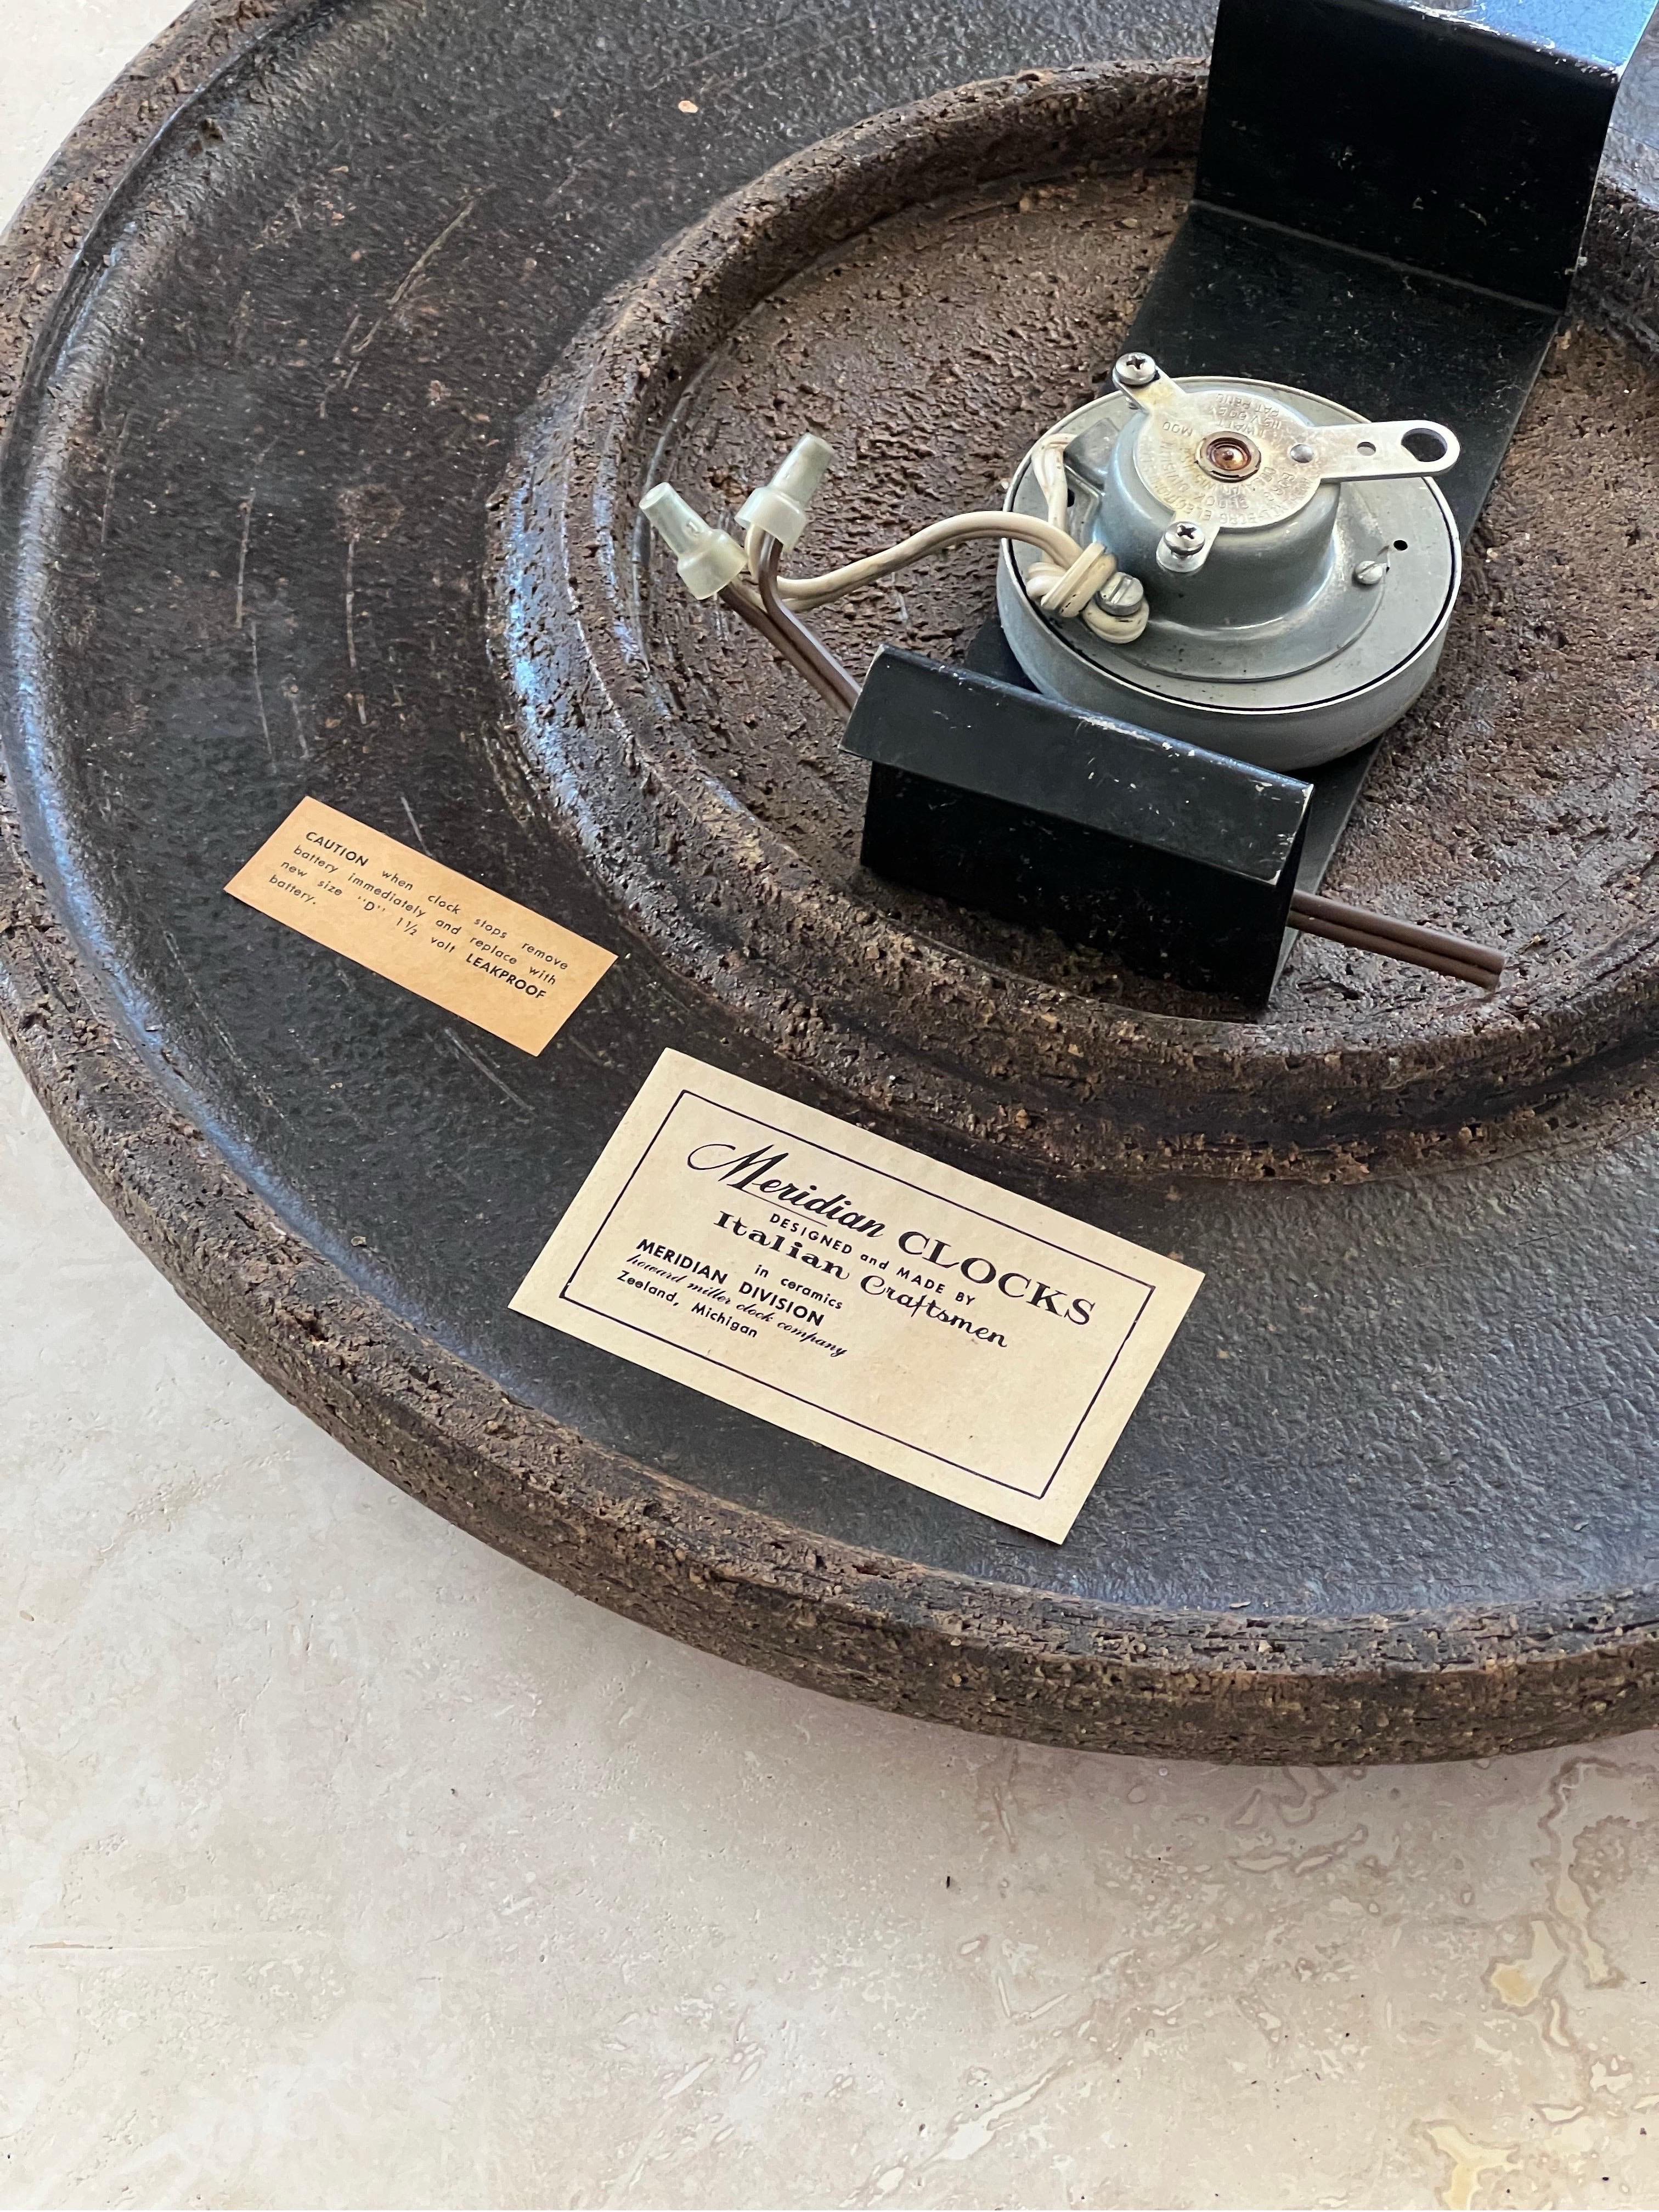 CAUTION when clock stops remove
battery immediately and replace with
new size "D" 1½ volt LEAKPROOF
battery.
Meridian CLOCKS
DESIGNED and MADE BY
Italian Craftsmen
in ceramics
MERIDIAN DIVISION
howard miller clock company
Zeeland, Michigan